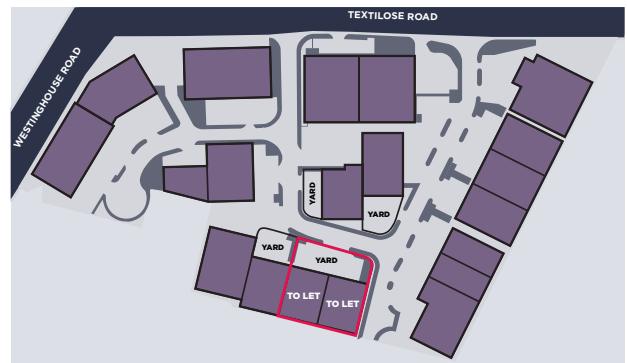 TEXTILOSE ROAD
WESTINGHOUSE ROAD
YARD
YARD
YARD
YARD
TO LET
TO LET